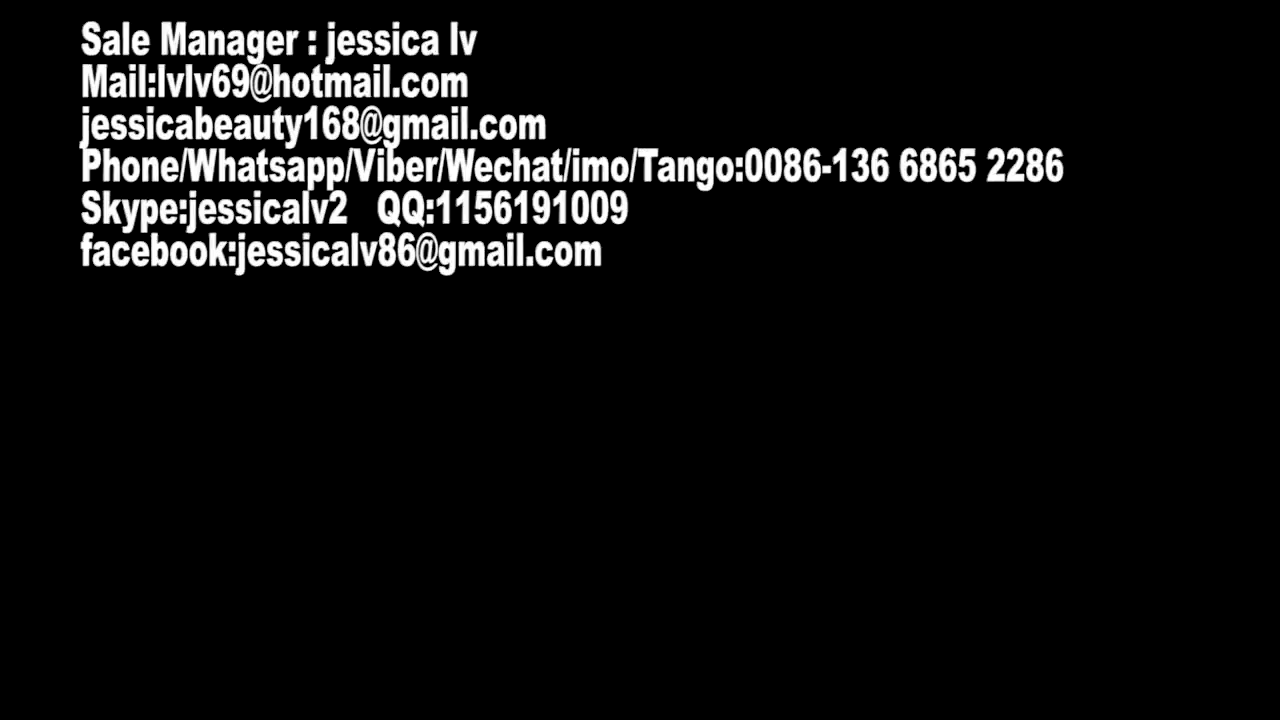 Sale Manager : jessica lv
Mail:lvlv69@hotmail.com
jessicabeauty168@gmail.com
Phone/Whatsapp/Viber/Wechat/imo/Tango:0086-136 6865 2286
Skype:jessicalv2   QQ:1156191009
facebook:jessicalv86@gmail.com